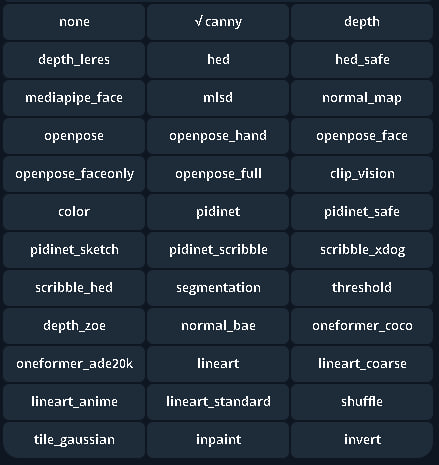 none √ canny depth
depth_leres hed hed_safe
mediapipe_face mlsd normal_map
openpose openpose_hand openpose_face
openpose_faceonly openpose_full clip_vision
color pidinet pidinet_safe
pidinet_sketch pidinet_scribble scribble_xdog
scribble_hed segmentation threshold
depth_zoe normal_bae oneformer_coco
oneformer_ade20k lineart lineart_coarse
lineart_anime lineart_standard shuffle
tile_gaussian inpaint invert